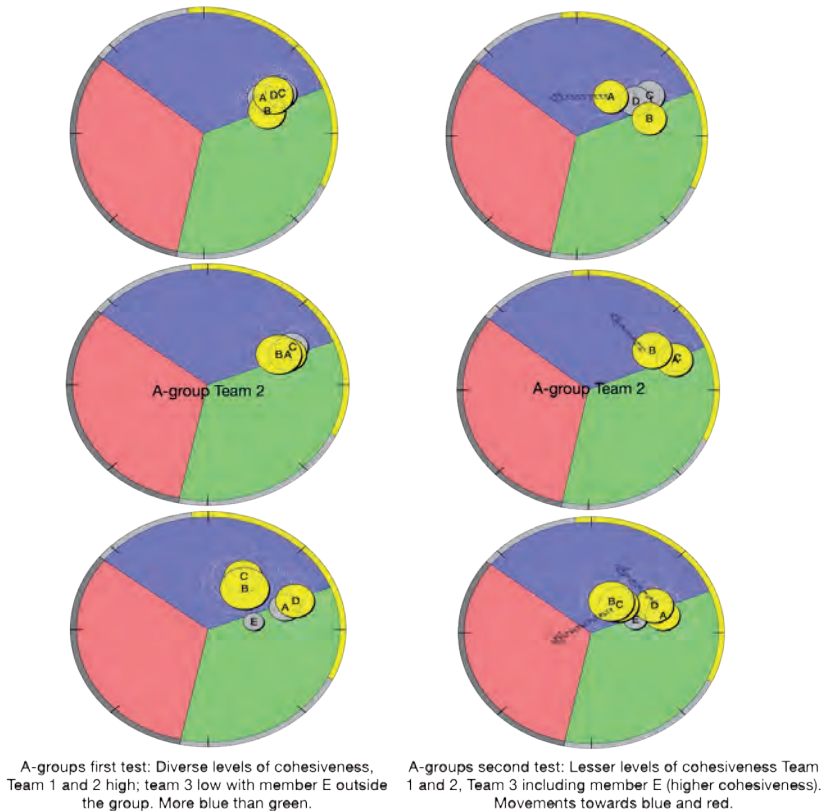 A D C
B
A D C
B
B A C
A-group Team 2
B A C
A-group Team 2
C
B
A D
E
B C D
E A
A-groups first test: Diverse levels of cohesiveness,
Team 1 and 2 high; team 3 low with member E outside
the group. More blue than green.
A-groups second test: Lesser levels of cohesiveness Team
1 and 2, Team 3 including member E (higher cohesiveness).
Movements towards blue and red.